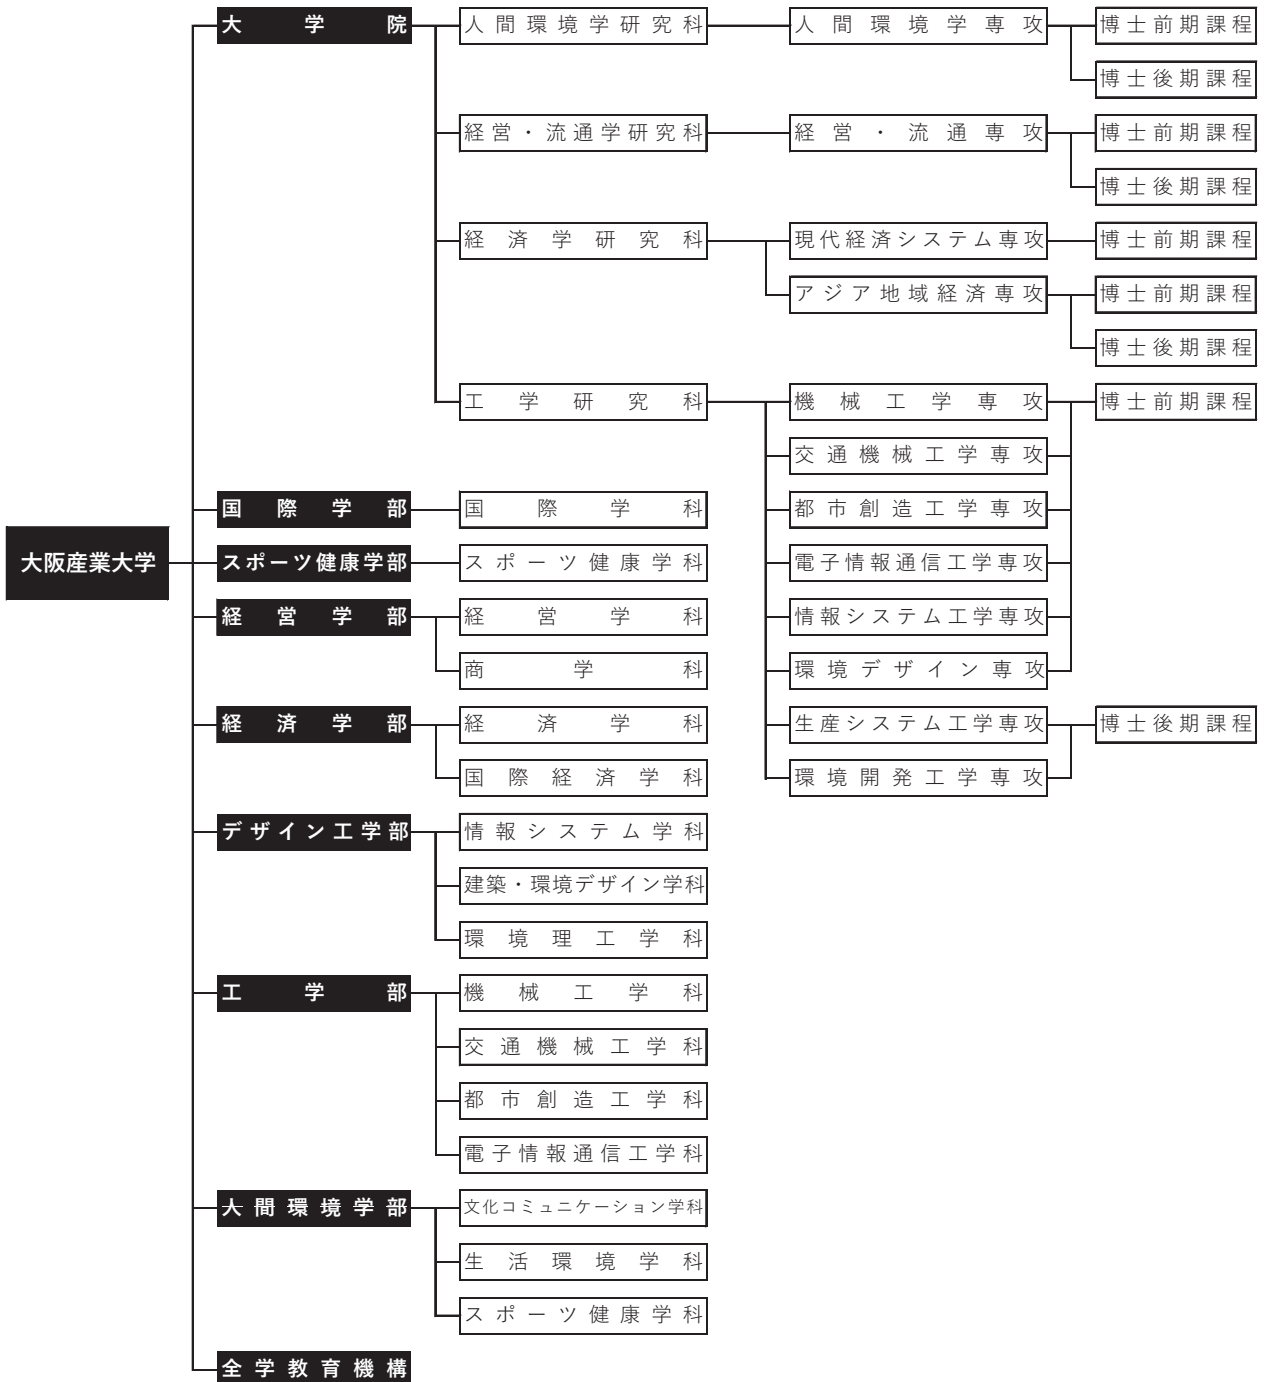 大学院 人間環境学研究科 人間環境学専攻 博士前期課程
博士後期課程
経営・流通学研究科 経営・流通専攻 博士前期課程
博士後期課程
経済学研究科 現代経済システム専攻 博士前期課程
アジア地域経済専攻 博士前期課程
博士後期課程
工学研究科 機械工学専攻 博士前期課程
交通機械工学専攻
国際学部 国際学科 都市創造工学専攻
大阪産業大学 スポーツ健康学部 スポーツ健康学科 電子情報通信工学専攻
経営学部 経営学科 情報システム工学専攻
商学科 環境デザイン専攻
経済学部 経済学科 生産システム工学専攻 博士後期課程
国際経済学科 環境開発工学専攻
デザイン工学部 情報システム学科
建築・環境デザイン学科
環境理工学科
工学部 機械工学科
交通機械工学科
都市創造工学科
電子情報通信工学科
人間環境学部 文化コミュニケーション学科
生活環境学科
スポーツ健康学科
全学教育機構